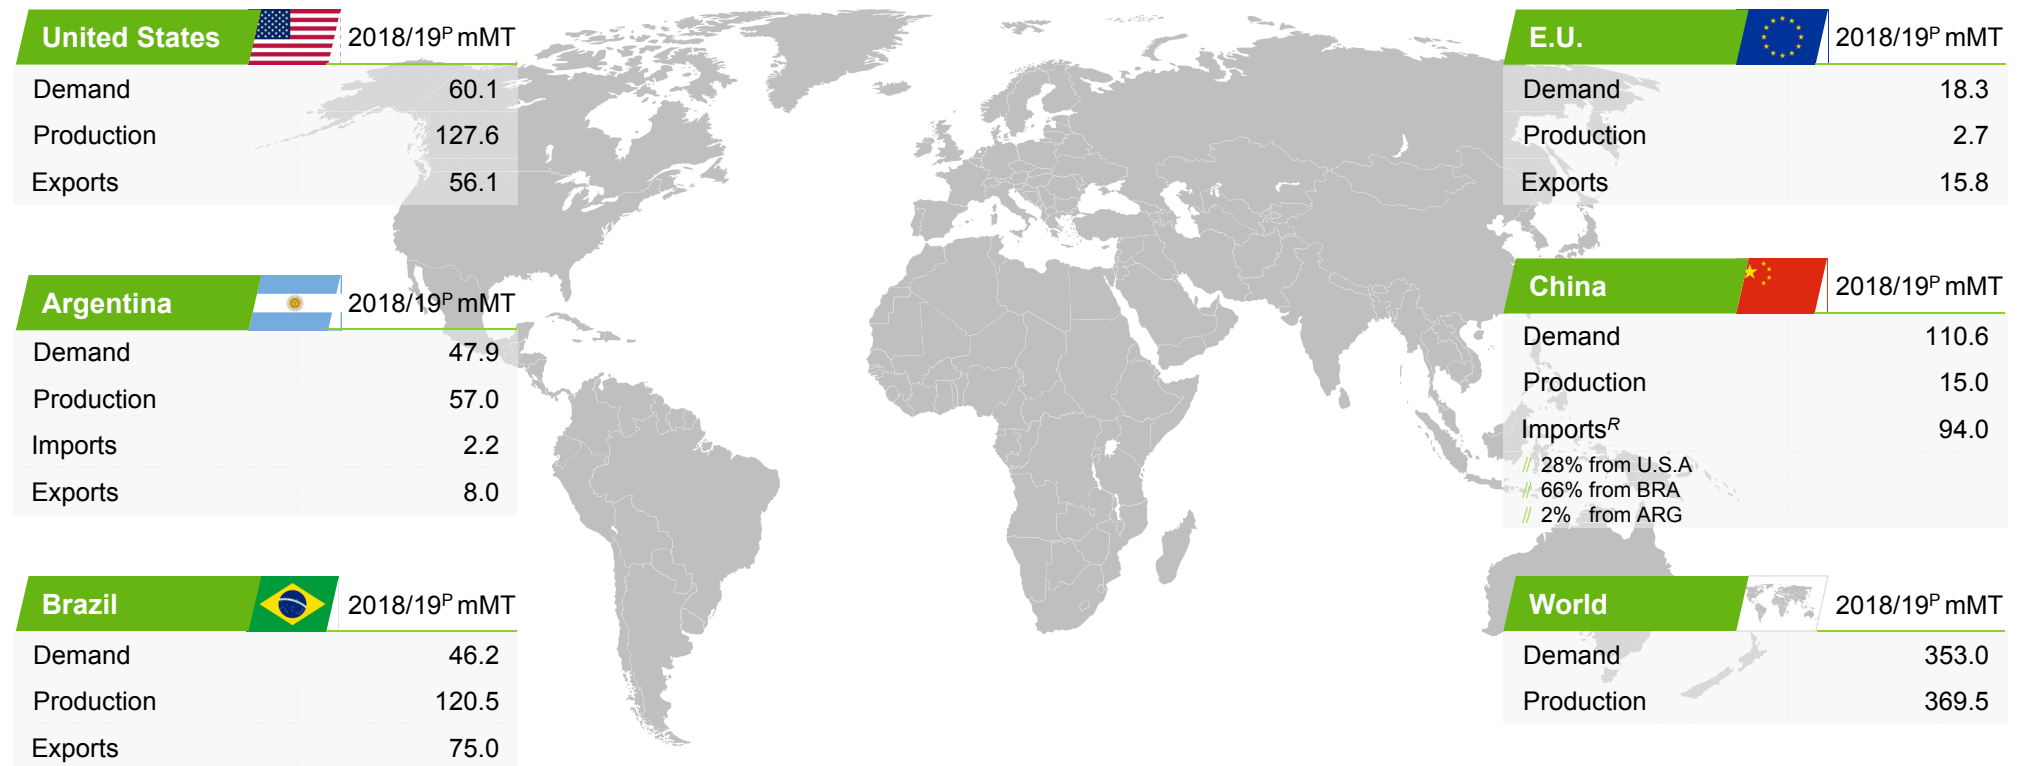 United States 2018/19P mMT
Demand 60.1
Production 127.6
Exports 56.1
Argentina 2018/19P mMT
Demand 47.9
Production 57.0
Imports 2.2
Exports 8.0
Brazil 2018/19P mMT
Demand 46.2
Production 120.5
Exports 75.0
E.U. 2018/19P mMT
Demand 18.3
Production 2.7
Exports 15.8
China 2018/19P mMT
Demand 110.6
Production 15.0
ImportsR 94.0
// 28% from U.S.A
// 66% from BRA
// 2% from ARG
World 2018/19P mMT
Demand 353.0
Production 369.5